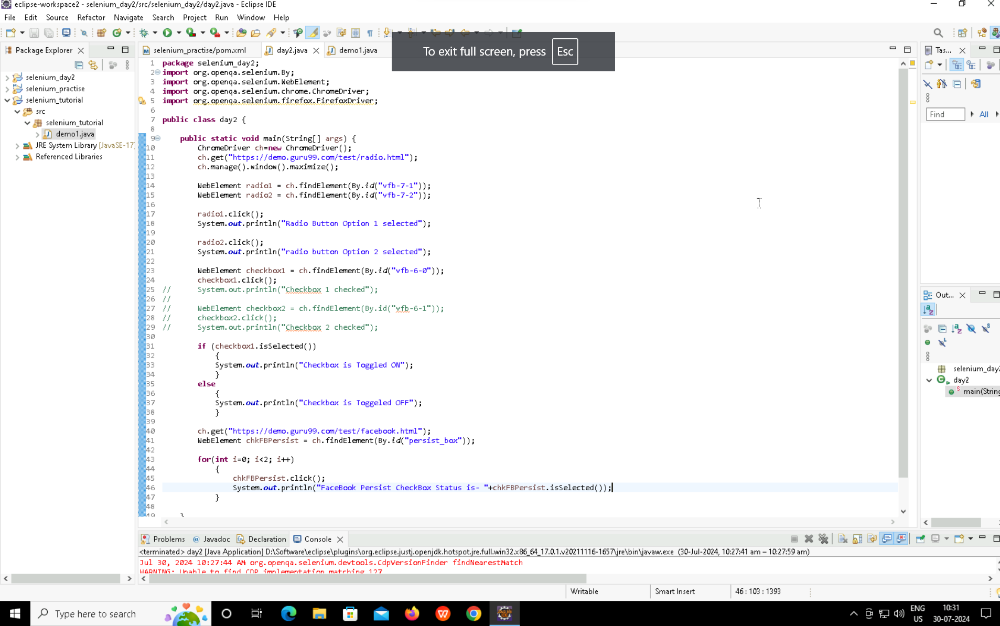 eclipse-workspace2 - selenium_day2/src/selenium_day2/day2.java - Eclipse IDE
File Edit Source Refactor Navigate Search Project Run Window Help
To exit full screen, press Esc
Package Explorer
selenium_day2
selenium_practise
selenium_tutorial
src
selenium_tutorial
demo1.java
JRE System Library [JavaSE-17
Referenced Libraries
selenium_practise/pom.xml day2.java demo1.java
1 package selenium_day2;
2 import org.openqa.selenium.By;
3 import org.openqa.selenium.WebElement;
4 import org.openqa.selenium.chrome.ChromeDriver;
5 import org.openqa.selenium.firefox.FirefoxDriver;
6
7 public class day2 {
8
9 public static void main(String[] args) {
10 ChromeDriver ch=new ChromeDriver();
11 ch.get("https://demo.guru99.com/test/radio.html");
12 ch.manage().window().maximize();
13
14 WebElement radio1 = ch.findElement(By.id("vfb-7-1"));
15 WebElement radio2 = ch.findElement(By.id("vfb-7-2"));
16
17 radio1.click();
18 System.out.println("Radio Button Option 1 selected");
19
20 radio2.click();
21 System.out.println("radio button Option 2 selected");
22
23 WebElement checkbox1 = ch.findElement(By.id("vfb-6-0"));
24 checkbox1.click();
25 // System.out.println("Checkbox 1 checked");
26 //
27 // WebElement checkbox2 = ch.findElement(By.id("vfb-6-1"));
28 // checkbox2.click();
29 // System.out.println("Checkbox 2 checked");
30
31 if (checkbox1.isSelected())
32 {
33 System.out.println("Checkbox is Toggled ON");
34 }
35 else
36 {
37 System.out.println("Checkbox is Toggeled OFF");
38 }
39
40 ch.get("https://demo.guru99.com/test/facebook.html");
41 WebElement chkFBPersist = ch.findElement(By.id("persist_box"));
42
43 for(int i=0; i<2; i++)
44 {
45 chkFBPersist.click();
46 System.out.println("FaceBook Persist CheckBox Status is- "+chkFBPersist.isSelected());
47 }
48
49 }
Tas...
Find All
Out...
selenium_day2
day2
main(String
Problems @ Javadoc Declaration Console
<terminated> day2 [Java Application] D:\Software\eclipse\plugins\org.eclipse.justj.openjdk.hotspot.jre.full.win32.x86_64_17.0.1.v20211116-1657\jre\bin\javaw.exe (30-Jul-2024, 10:27:41 am – 10:27:59 am)
Jul 30, 2024 10:27:44 AM org.openqa.selenium.devtools.CdpVersionFinder findNearestMatch
WARNING: Unable to find CDP implementation matching 127
Writable Smart Insert 46 : 103 : 1393
Type here to search
ENG
US
10:31
30-07-2024